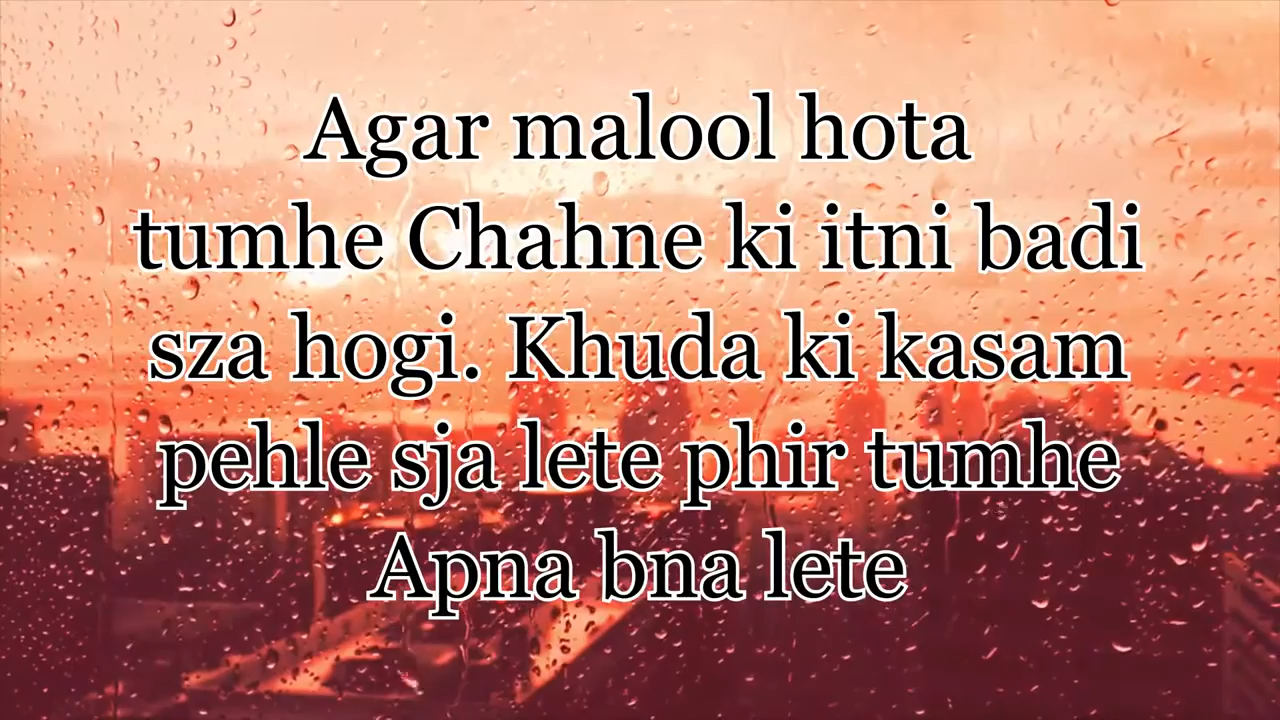 Agar malool hota
tumhe Chahne ki itni badi
sza hogi. Khuda ki kasam
pehle sja lete phir tumhe
Apna bna lete